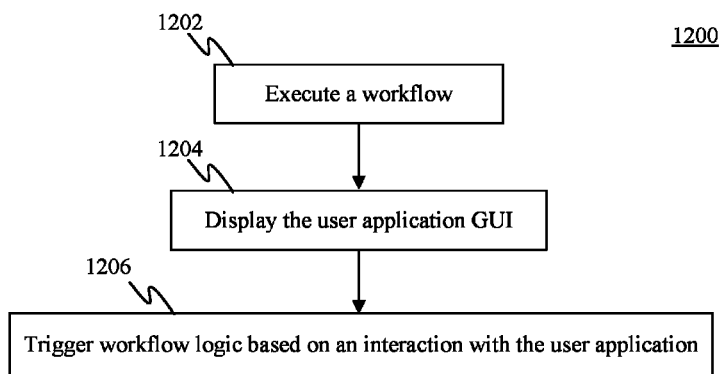 1202
1200
Execute a workflow
1204
Display the user application GUI
1206
Trigger workflow logic based on an interaction with the user application